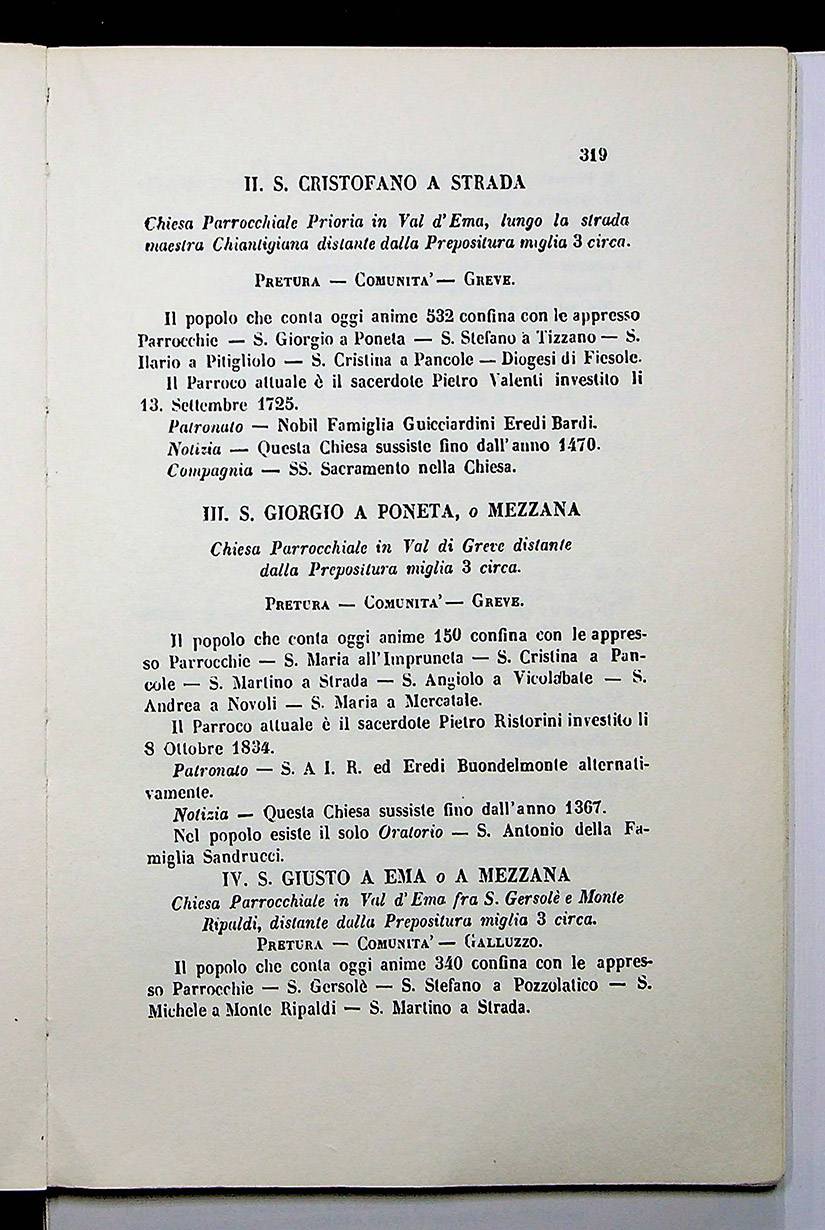 319
II. S. CRISTOFANO A STRADA
Chiesa Parrocchiale Prioria in Val d'Ema, lungo la strada
maestra Chiantigiana distante dalla Prepositura miglia 3 circa.
PRETURA — COMUNITA' — GREVE.
Il popolo che conta oggi anime 532 confina con le appresso
Parrocchie — S. Giorgio a Poneta — S. Stefano a Tizzano — S.
Ilario a Pitigliolo — S. Cristina a Pancole — Diogesi di Fiesole.
Il Parroco attuale è il sacerdote Pietro Valenti investito li
13. Settembre 1725.
Patronato — Nobil Famiglia Guicciardini Eredi Bardi.
Notizia — Questa Chiesa sussiste fino dall'anno 1470.
Compagnia — SS. Sacramento nella Chiesa.
III. S. GIORGIO A PONETA, o MEZZANA
Chiesa Parrocchiale in Val di Greve distante
dalla Prepositura miglia 3 circa.
PRETURA — COMUNITA' — GREVE.
Il popolo che conta oggi anime 150 confina con le appres-
so Parrocchie — S. Maria all'Impruneta — S. Cristina a Pan-
cole — S. Martino a Strada — S. Angiolo a Vicolabate — S.
Andrea a Novoli — S. Maria a Mercatale.
Il Parroco attuale è il sacerdote Pietro Ristorini investito li
8 Ottobre 1834.
Patronato — S. A I. R. ed Eredi Buondelmonte alternati-
vamente.
Notizia — Questa Chiesa sussiste fino dall'anno 1367.
Nel popolo esiste il solo Oratorio — S. Antonio della Fa-
miglia Sandrucci.
IV. S. GIUSTO A EMA o A MEZZANA
Chiesa Parrocchiale in Val d'Ema fra S. Gersolè e Monte
Ripaldi, distante dalla Prepositura miglia 3 circa.
PRETURA — COMUNITA' — GALLUZZO.
Il popolo che conta oggi anime 340 confina con le appres-
so Parrocchie — S. Gersolè — S. Stefano a Pozzolatico — S.
Michele a Monte Ripaldi — S. Martino a Strada.